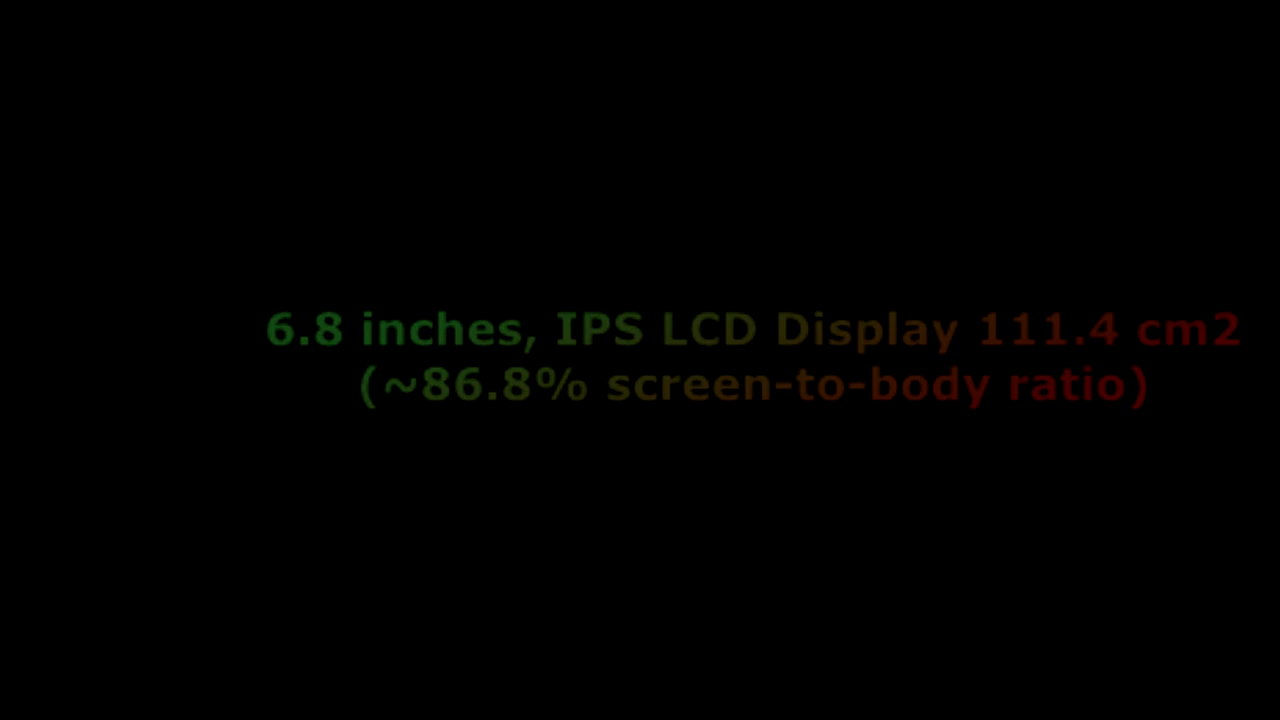 6.8 inches, IPS LCD Display 111.4 cm2
(~86.8% screen-to-body ratio)